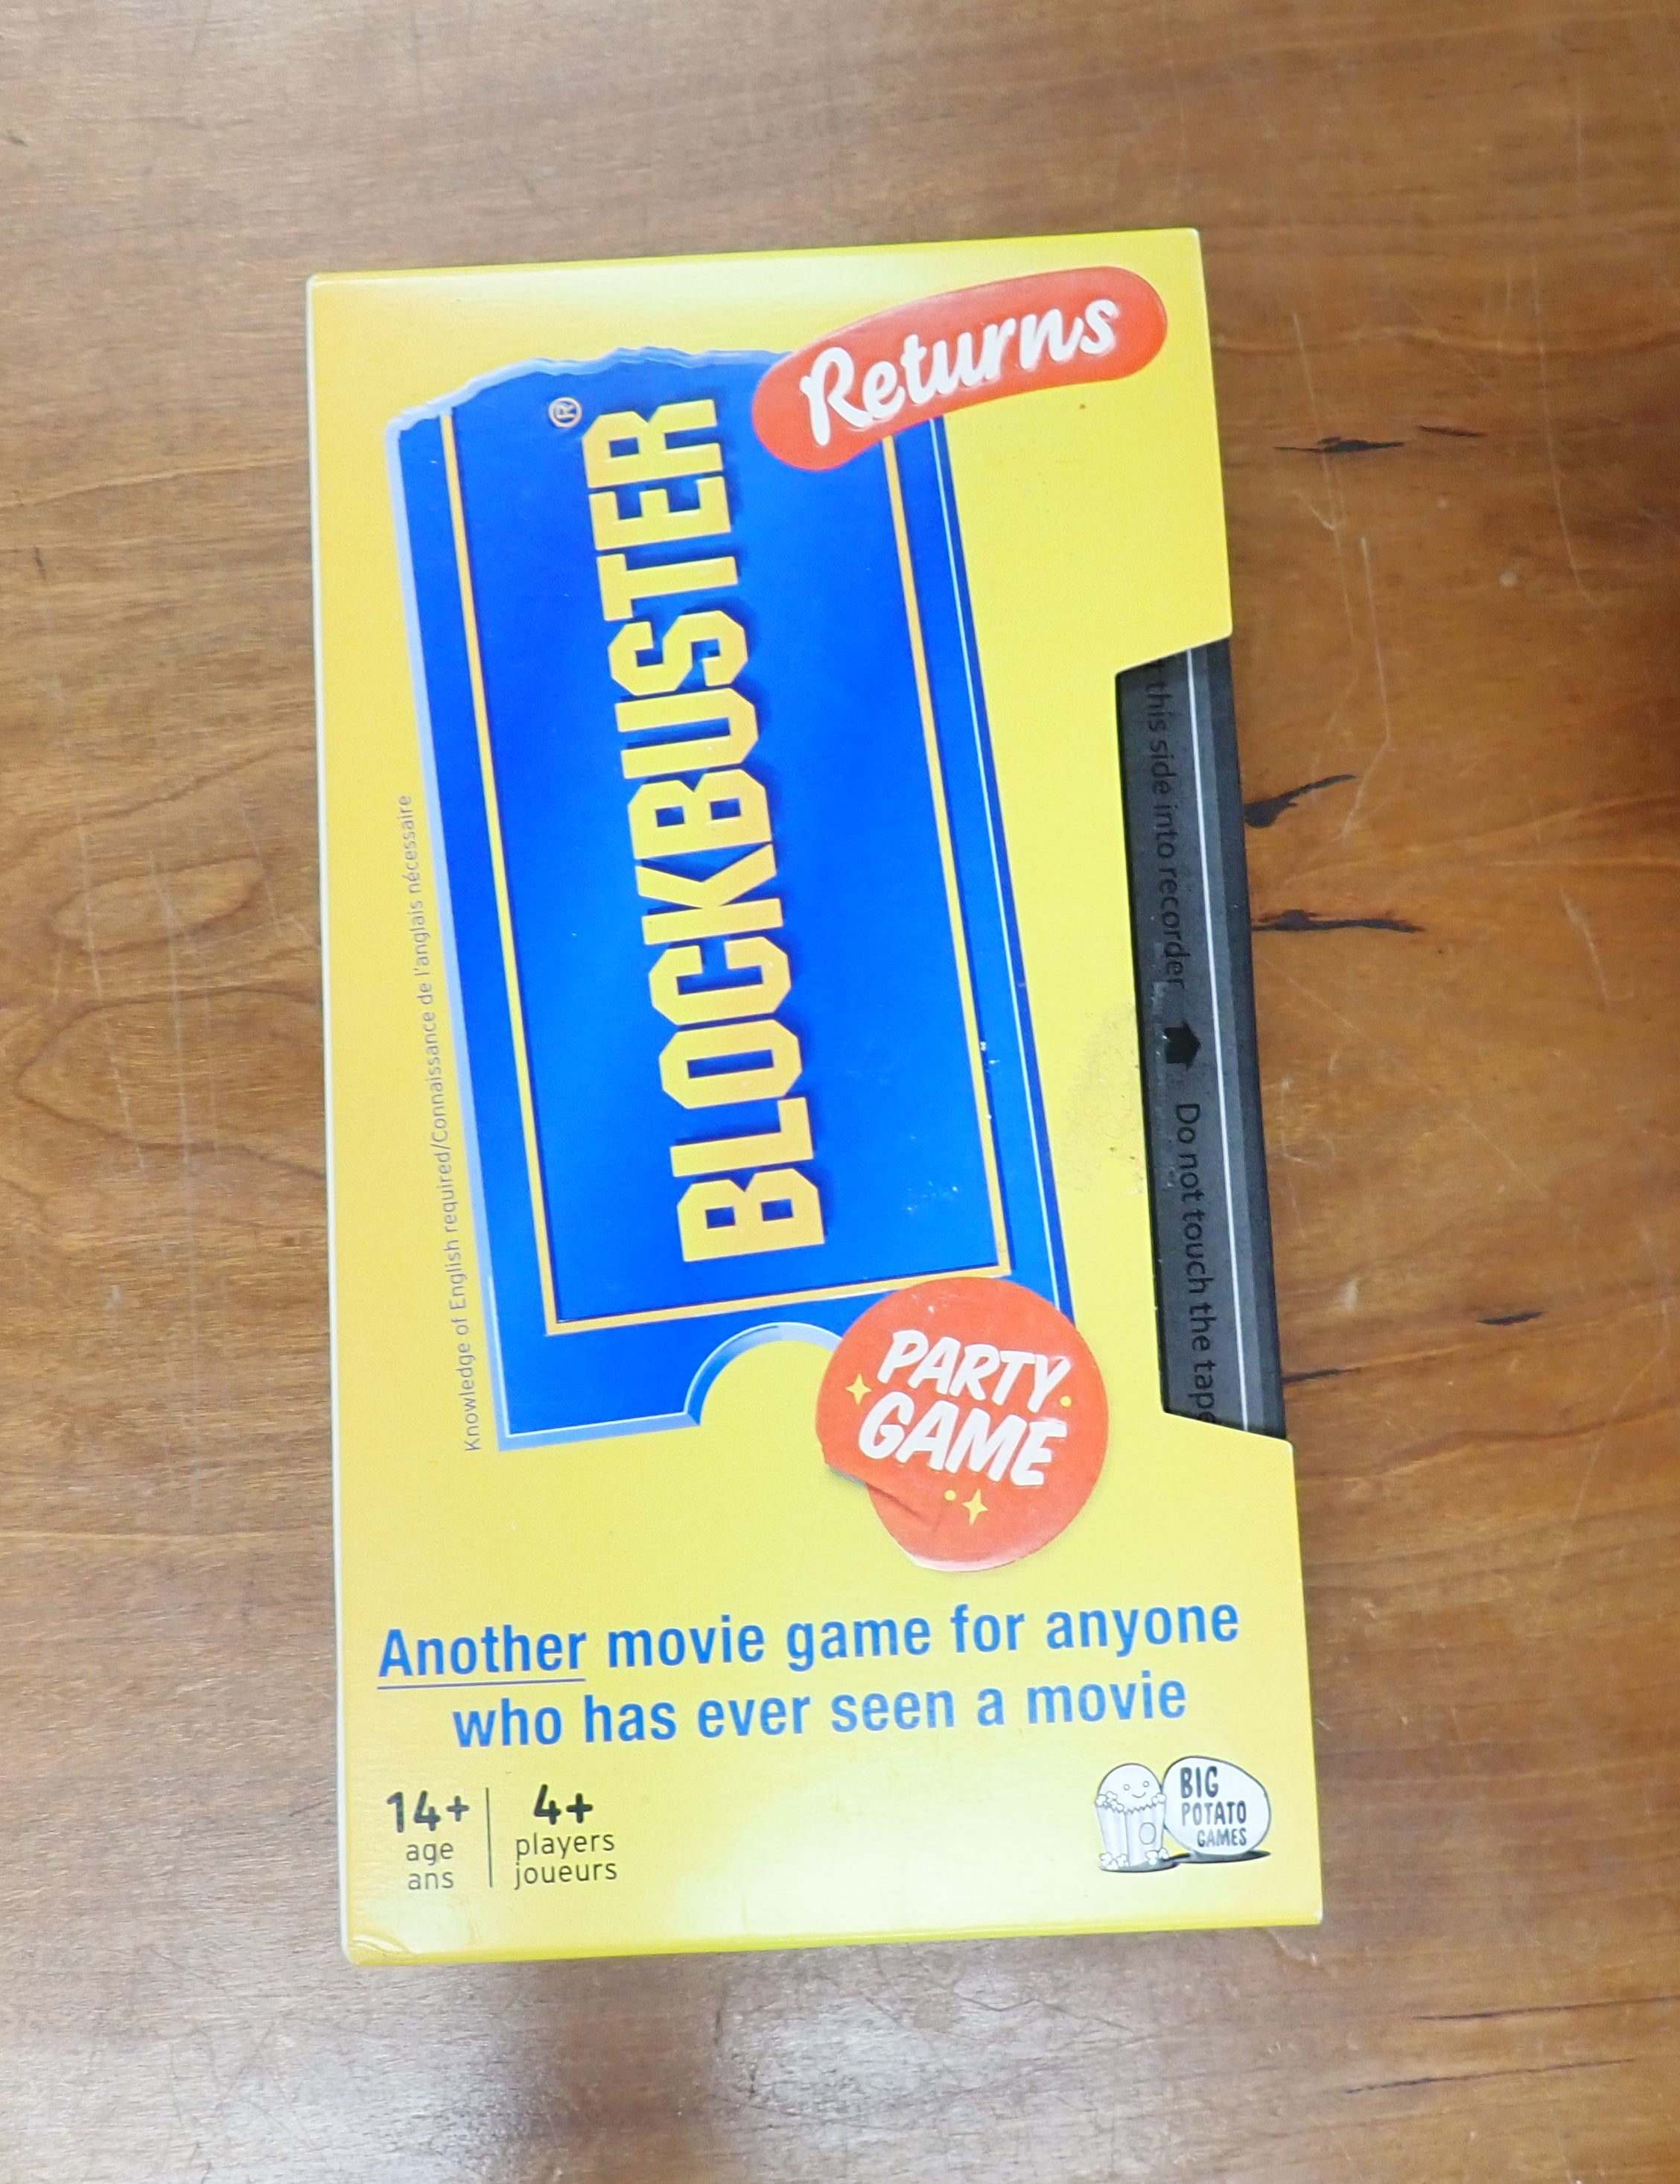 Returns
BLOCKBUSTER®
Knowledge of English required/Connaissance de l'anglais nécessaire
this side into recorder
Do not touch the tape
PARTY
GAME
Another movie game for anyone
who has ever seen a movie
14+
age
ans
4+
players
joueurs
BIG
POTATO
GAMES